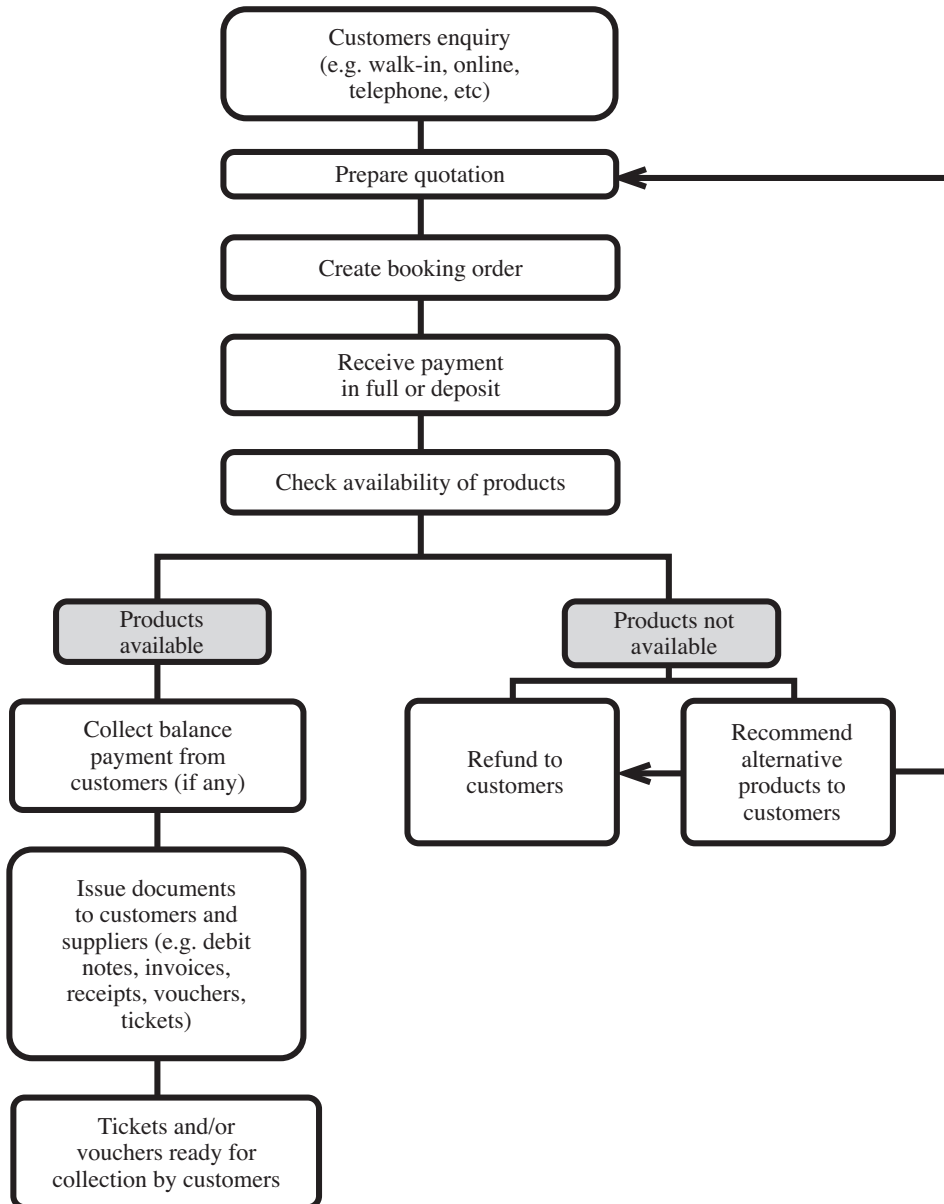 Customers enquiry
(e.g. walk-in, online,
telephone, etc)
Prepare quotation
Create booking order
Receive payment
in full or deposit
Check availability of products
Products
available
Products not
available
Collect balance
payment from
customers (if any)
Refund to
customers
Recommend
alternative
products to
customers
Issue documents
to customers and
suppliers (e.g. debit
notes, invoices,
receipts, vouchers,
tickets)
Tickets and/or
vouchers ready for
collection by customers